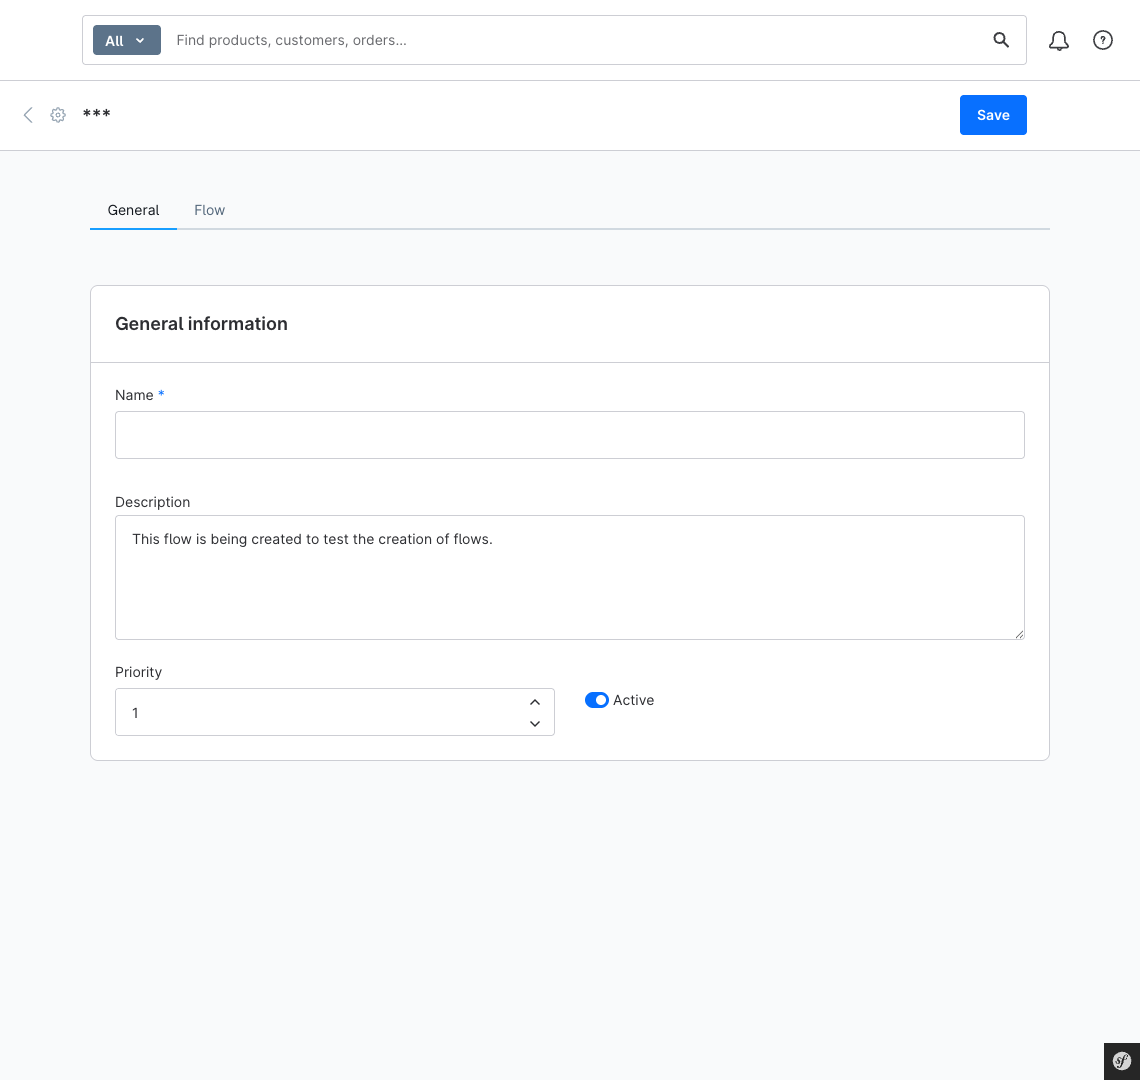 All
Find products, customers, orders...
***
Save
General
Flow
General information
Name *
Description
This flow is being created to test the creation of flows.
Priority
1
Active
sf